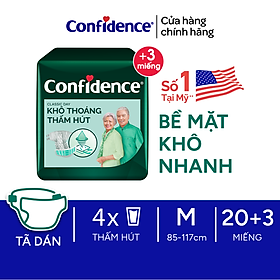 Confidence®
Cửa hàng
chính hãng
+3
miếng
Confidence®
CLASSIC DAY
KHÔ THOÁNG
THẤM HÚT
Số 1
Tại Mỹ**
BỀ MẶT
KHÔ
NHANH
TÃ DÁN
4x
THẤM HÚT
M
85-117cm
20+3
MIẾNG